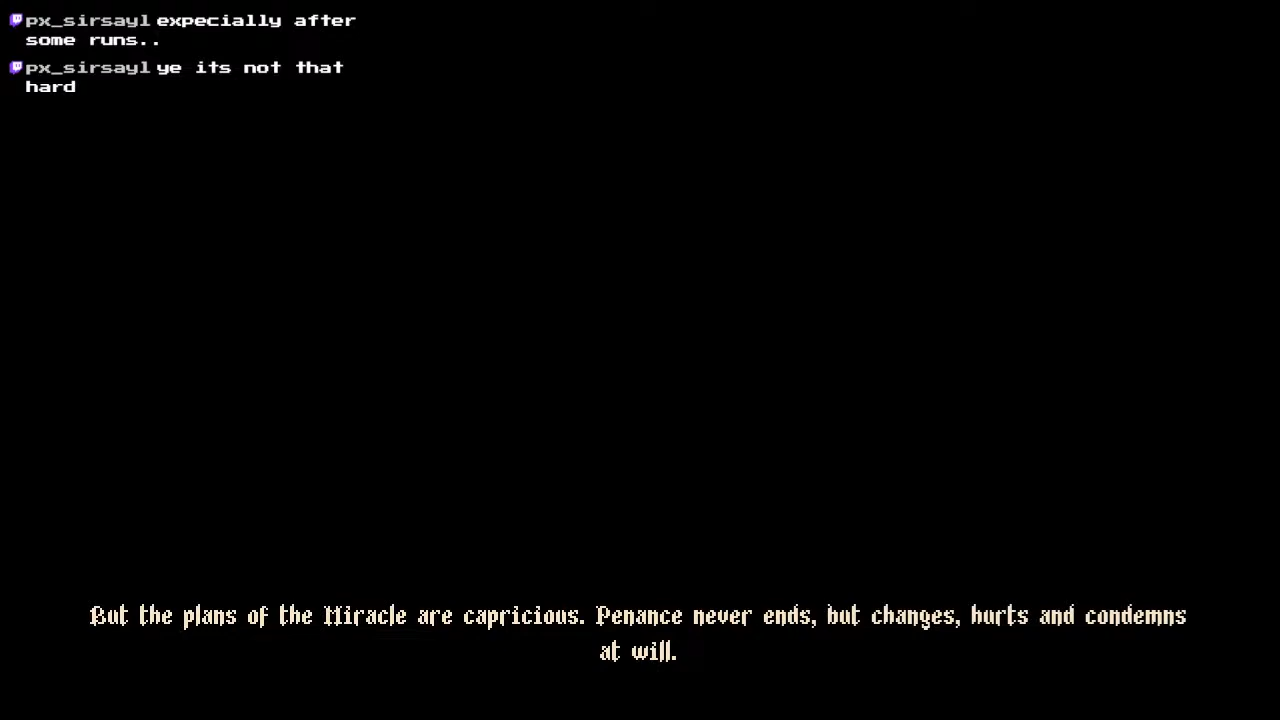 px_sirsayl expecially after
some runs..
px_sirsayl ye its not that
hard
But the plans of the Miracle are capricious. Penance never ends, but changes, hurts and condemns
at will.